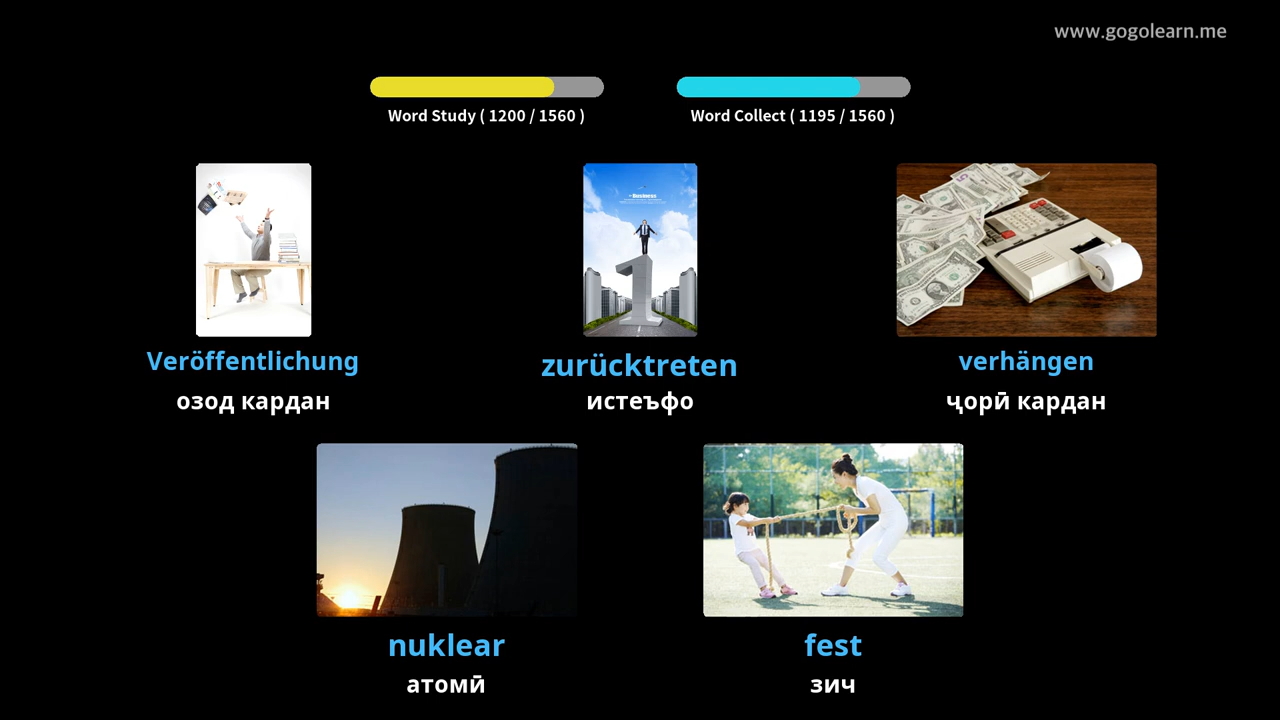 www.gogolearn.me
Word Study ( 1200 / 1560 )
Word Collect ( 1195 / 1560 )
Business
Veröffentlichung
zurücktreten
verhängen
озод кардан
истеъфо
ҷорӣ кардан
nuklear
fest
атомӣ
зич